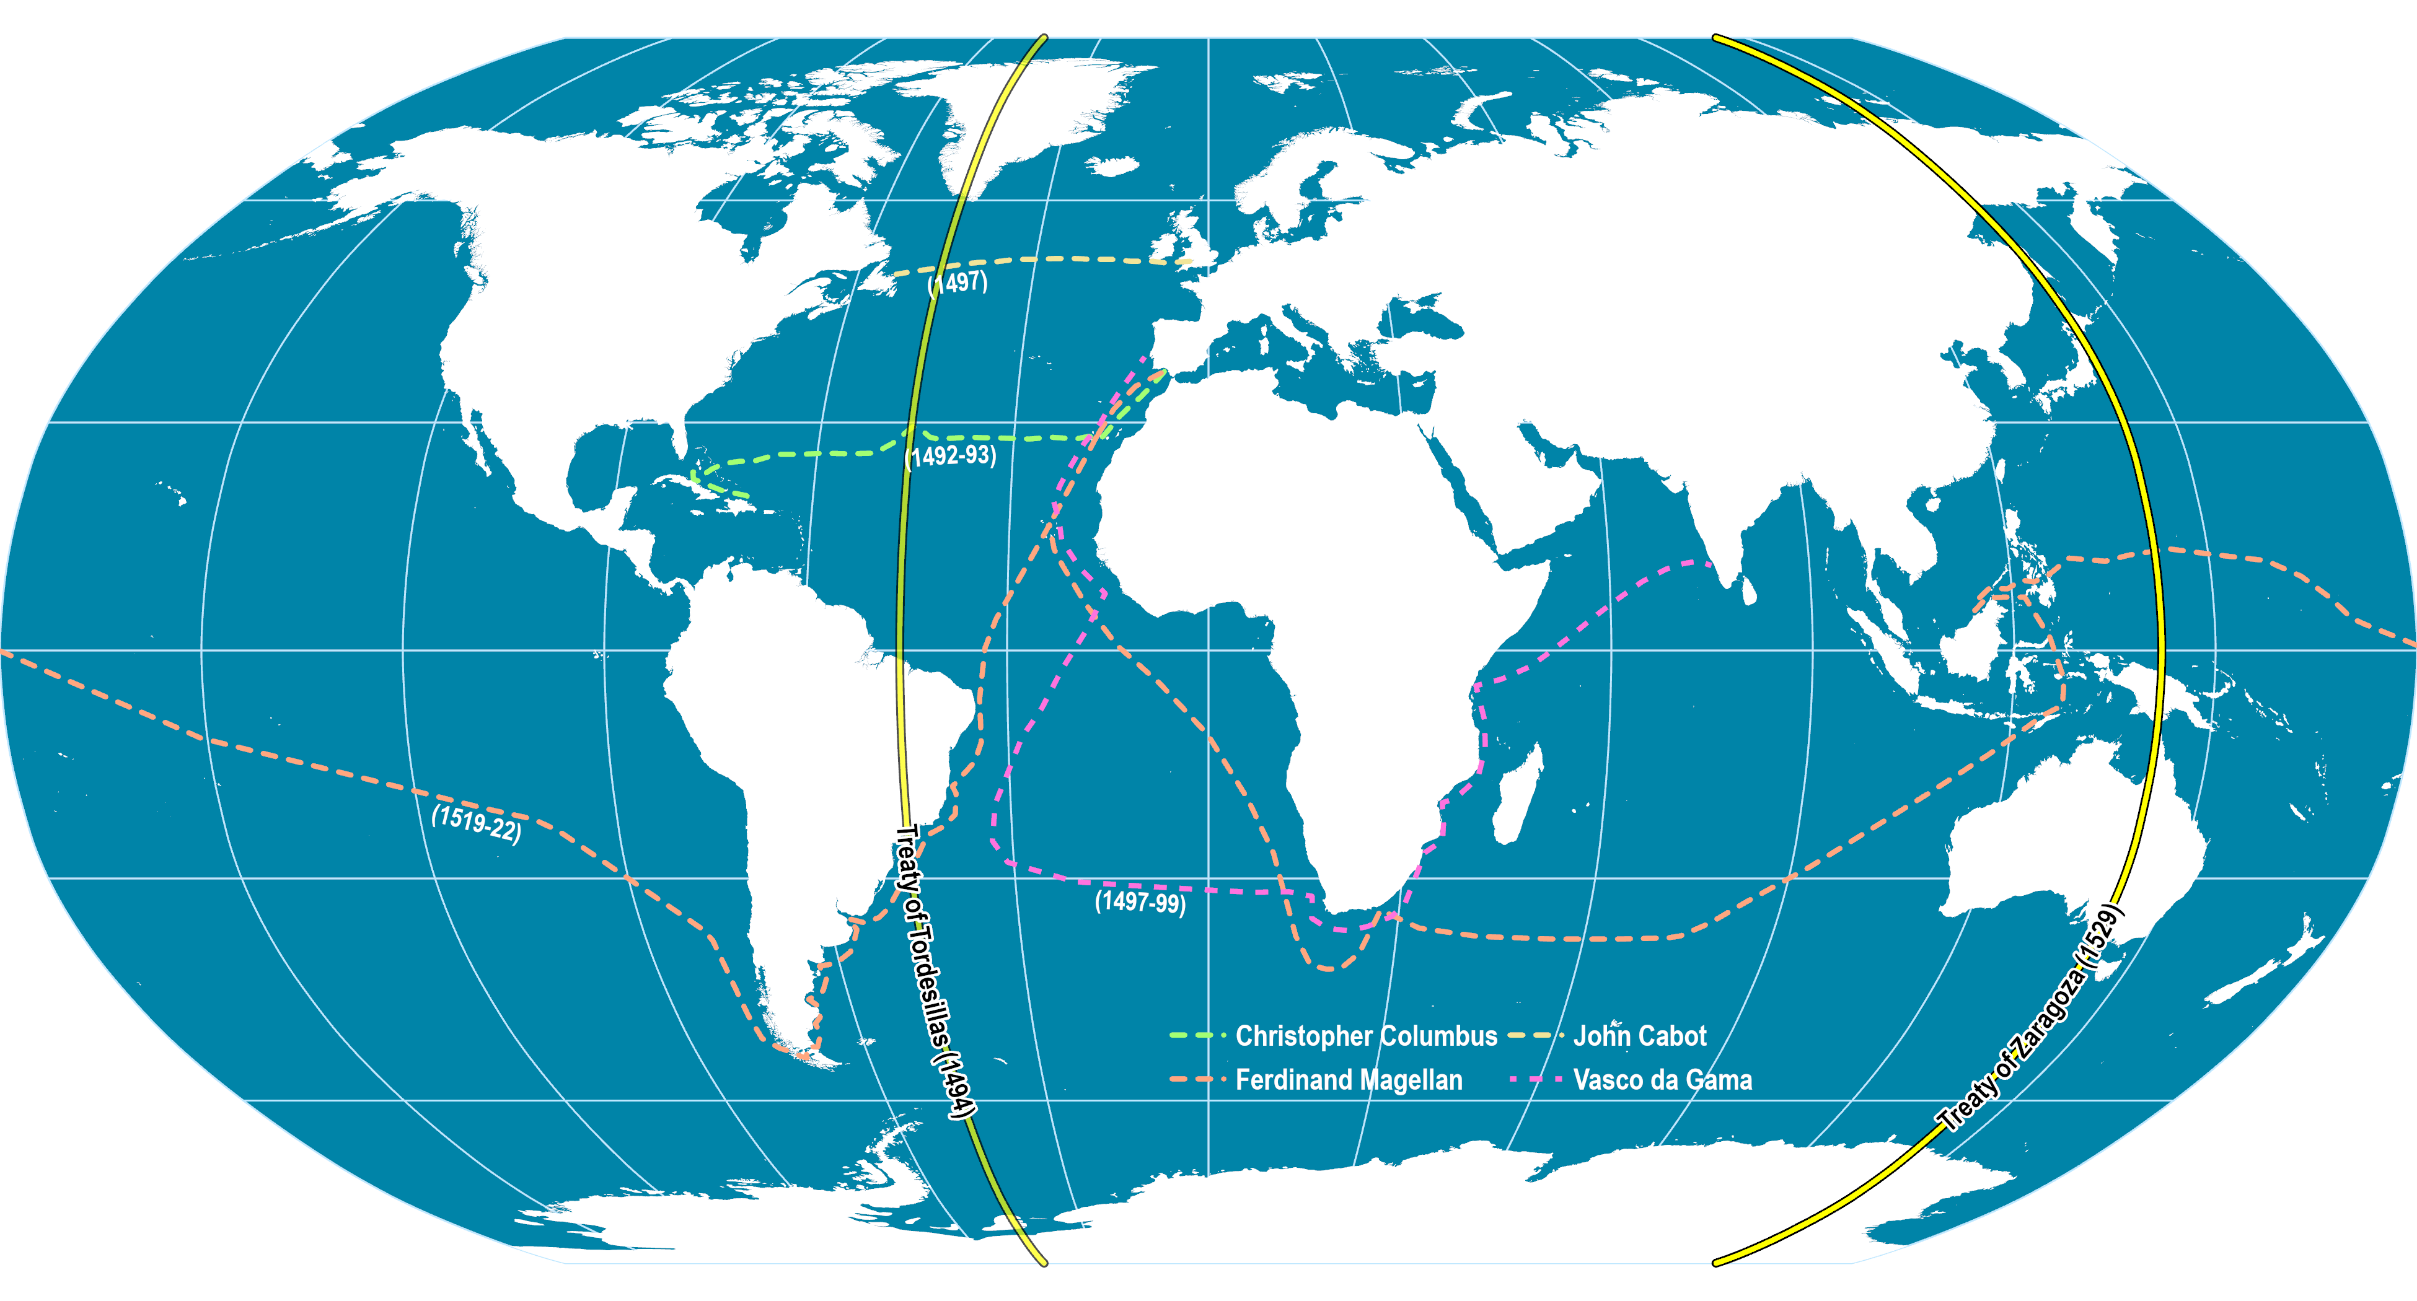 (1497)
(1492-93)
(1519-22)
(1497-99)
Treaty of Tordesillas (1494)
Treaty of Zaragoza (1529)
Christopher Columbus
John Cabot
Ferdinand Magellan
Vasco da Gama